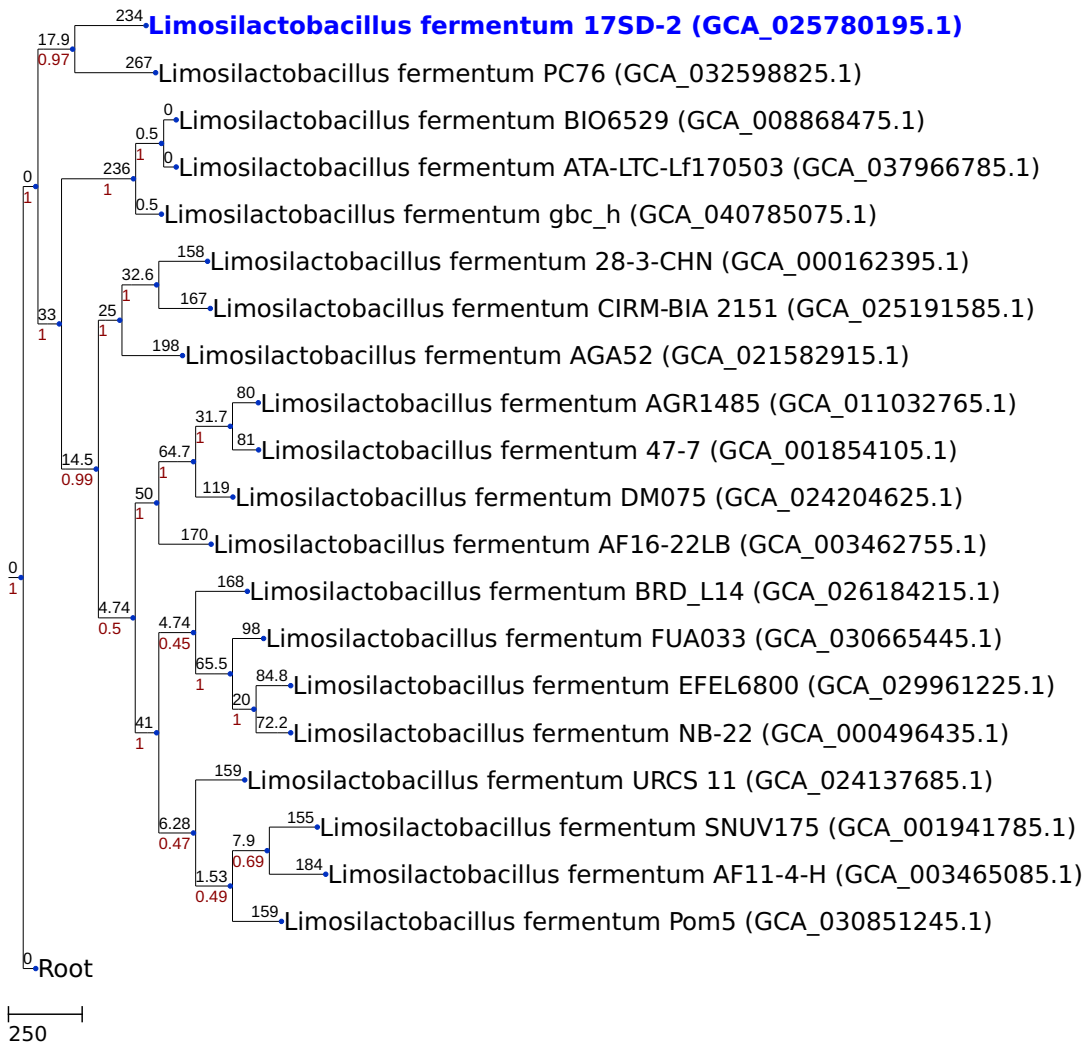 234
Limosilactobacillus fermentum 17SD-2 (GCA_025780195.1)
17.9
0.97
267
Limosilactobacillus fermentum PC76 (GCA_032598825.1)
0
Limosilactobacillus fermentum BIO6529 (GCA_008868475.1)
0.5
1
0
Limosilactobacillus fermentum ATA-LTC-Lf170503 (GCA_037966785.1)
236
1
0
1
0.5
Limosilactobacillus fermentum gbc_h (GCA_040785075.1)
158
Limosilactobacillus fermentum 28-3-CHN (GCA_000162395.1)
32.6
1
167
Limosilactobacillus fermentum CIRM-BIA 2151 (GCA_025191585.1)
33
1
25
1
198
Limosilactobacillus fermentum AGA52 (GCA_021582915.1)
80
Limosilactobacillus fermentum AGR1485 (GCA_011032765.1)
31.7
1
81
Limosilactobacillus fermentum 47-7 (GCA_001854105.1)
14.5
0.99
64.7
1
119
Limosilactobacillus fermentum DM075 (GCA_024204625.1)
50
1
170
Limosilactobacillus fermentum AF16-22LB (GCA_003462755.1)
0
1
168
Limosilactobacillus fermentum BRD_L14 (GCA_026184215.1)
4.74
0.5
4.74
0.45
98
Limosilactobacillus fermentum FUA033 (GCA_030665445.1)
65.5
1
84.8
Limosilactobacillus fermentum EFEL6800 (GCA_029961225.1)
20
1
72.2
Limosilactobacillus fermentum NB-22 (GCA_000496435.1)
41
1
159
Limosilactobacillus fermentum URCS 11 (GCA_024137685.1)
6.28
0.47
155
Limosilactobacillus fermentum SNUV175 (GCA_001941785.1)
7.9
0.69
184
Limosilactobacillus fermentum AF11-4-H (GCA_003465085.1)
1.53
0.49
159
Limosilactobacillus fermentum Pom5 (GCA_030851245.1)
0
Root
250